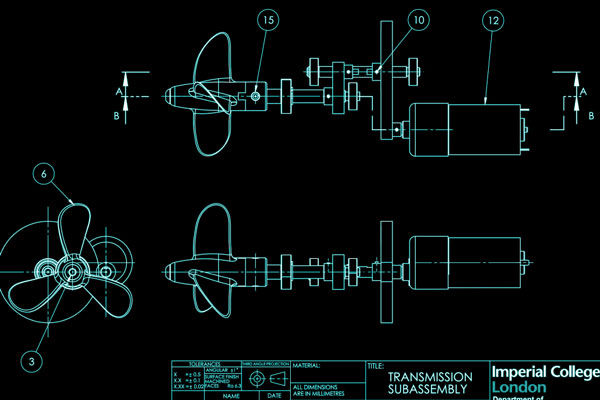 15
10
12
A
B
A
B
6
3
TOLERANCES
ANGULAR ±1°
X =± 0.5
X.X =± 0.1
X.XX =± 0.02
SURFACE FINISH
MACHINED
FACES Ra 6.3
THIRD ANGLE PROJECTION
NAME
DATE
MATERIAL:
ALL DIMENSIONS
ARE IN MILLIMETRES
TITLE:
TRANSMISSION
SUBASSEMBLY
Imperial College
London
Department of